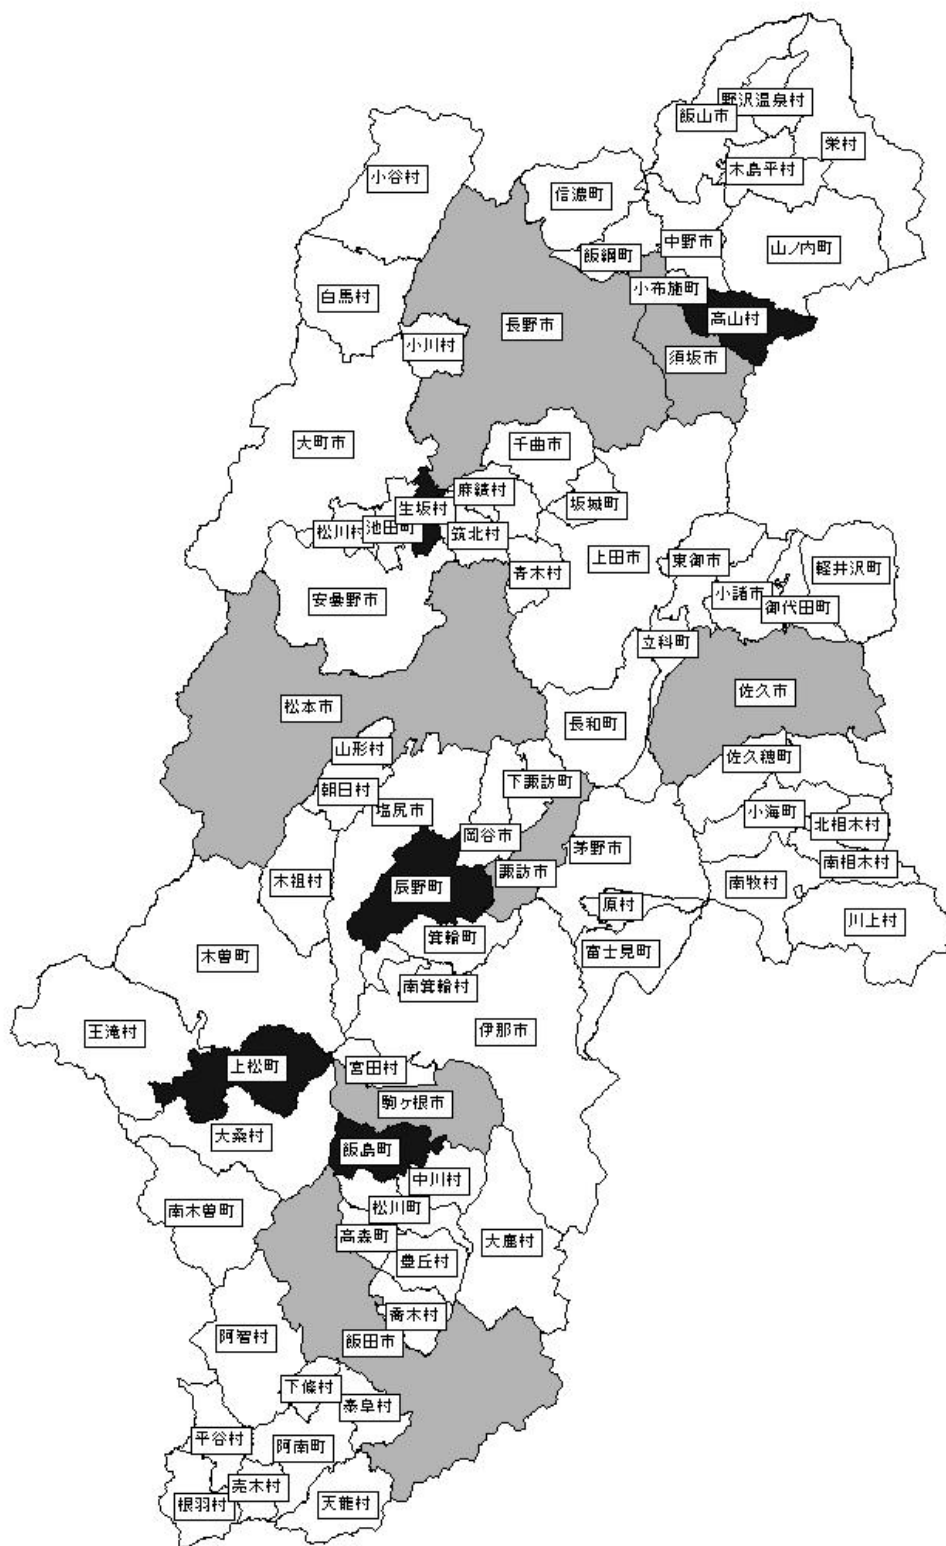 野沢温泉村
飯山市
栄村
木島平村
小谷村
信濃町
中野市
山ノ内町
飯綱町
小布施町
白馬村
高山村
長野市
小川村
須坂市
大町市
千曲市
麻績村
坂城町
生坂村
池田町
松川村
筑北村
上田市
東御市
青木村
軽井沢町
小諸市
安曇野市
御代田町
立科町
佐久市
松本市
長和町
山形村
佐久穂町
下諏訪町
朝日村
塩尻市
小海町
岡谷市
北相木村
茅野市
南相木村
諏訪市
木祖村
辰野町
南牧村
原村
川上村
箕輪町
富士見町
木曽町
南箕輪村
王滝村
伊那市
上松町
宮田村
駒ヶ根市
大桑村
飯島町
中川村
松川町
南木曽町
高森町
大鹿村
豊丘村
喬木村
阿智村
飯田市
下條村
泰阜村
平谷村
阿南町
売木村
根羽村
天龍村